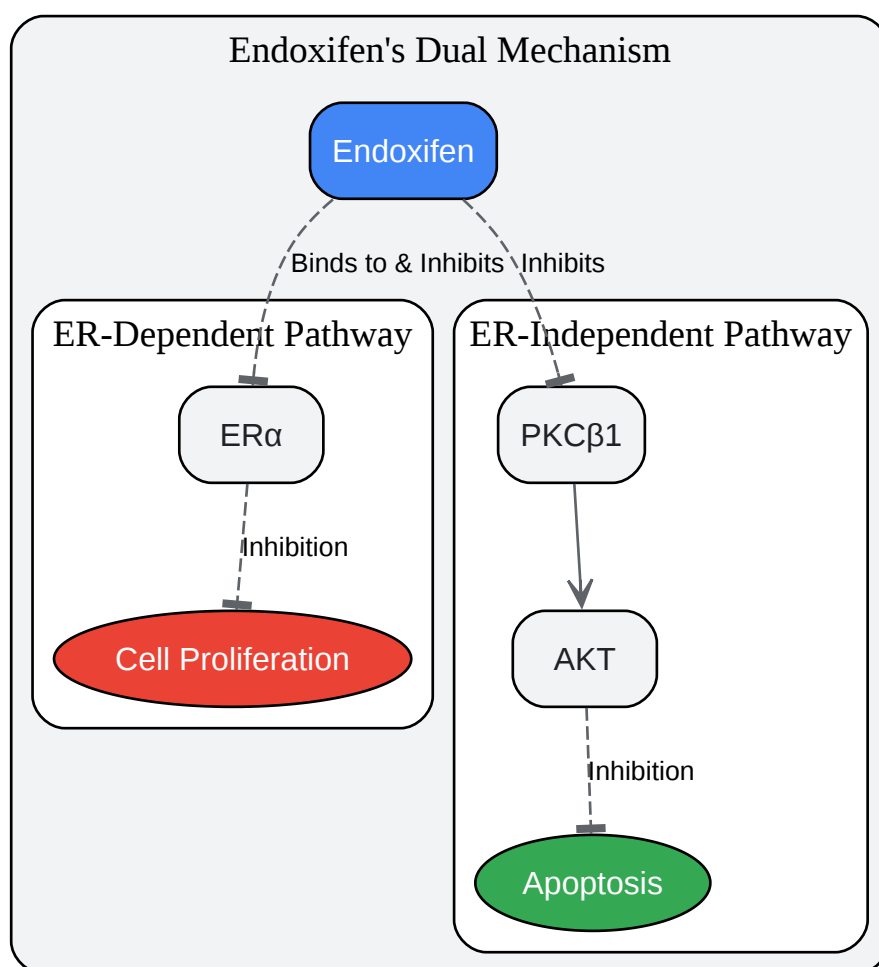 Endoxifen's Dual Mechanism
Endoxifen
Binds to & Inhibits
Inhibits
ER-Dependent Pathway
ERα
Inhibition
Cell Proliferation
ER-Independent Pathway
PKCβ1
AKT
Inhibition
Apoptosis